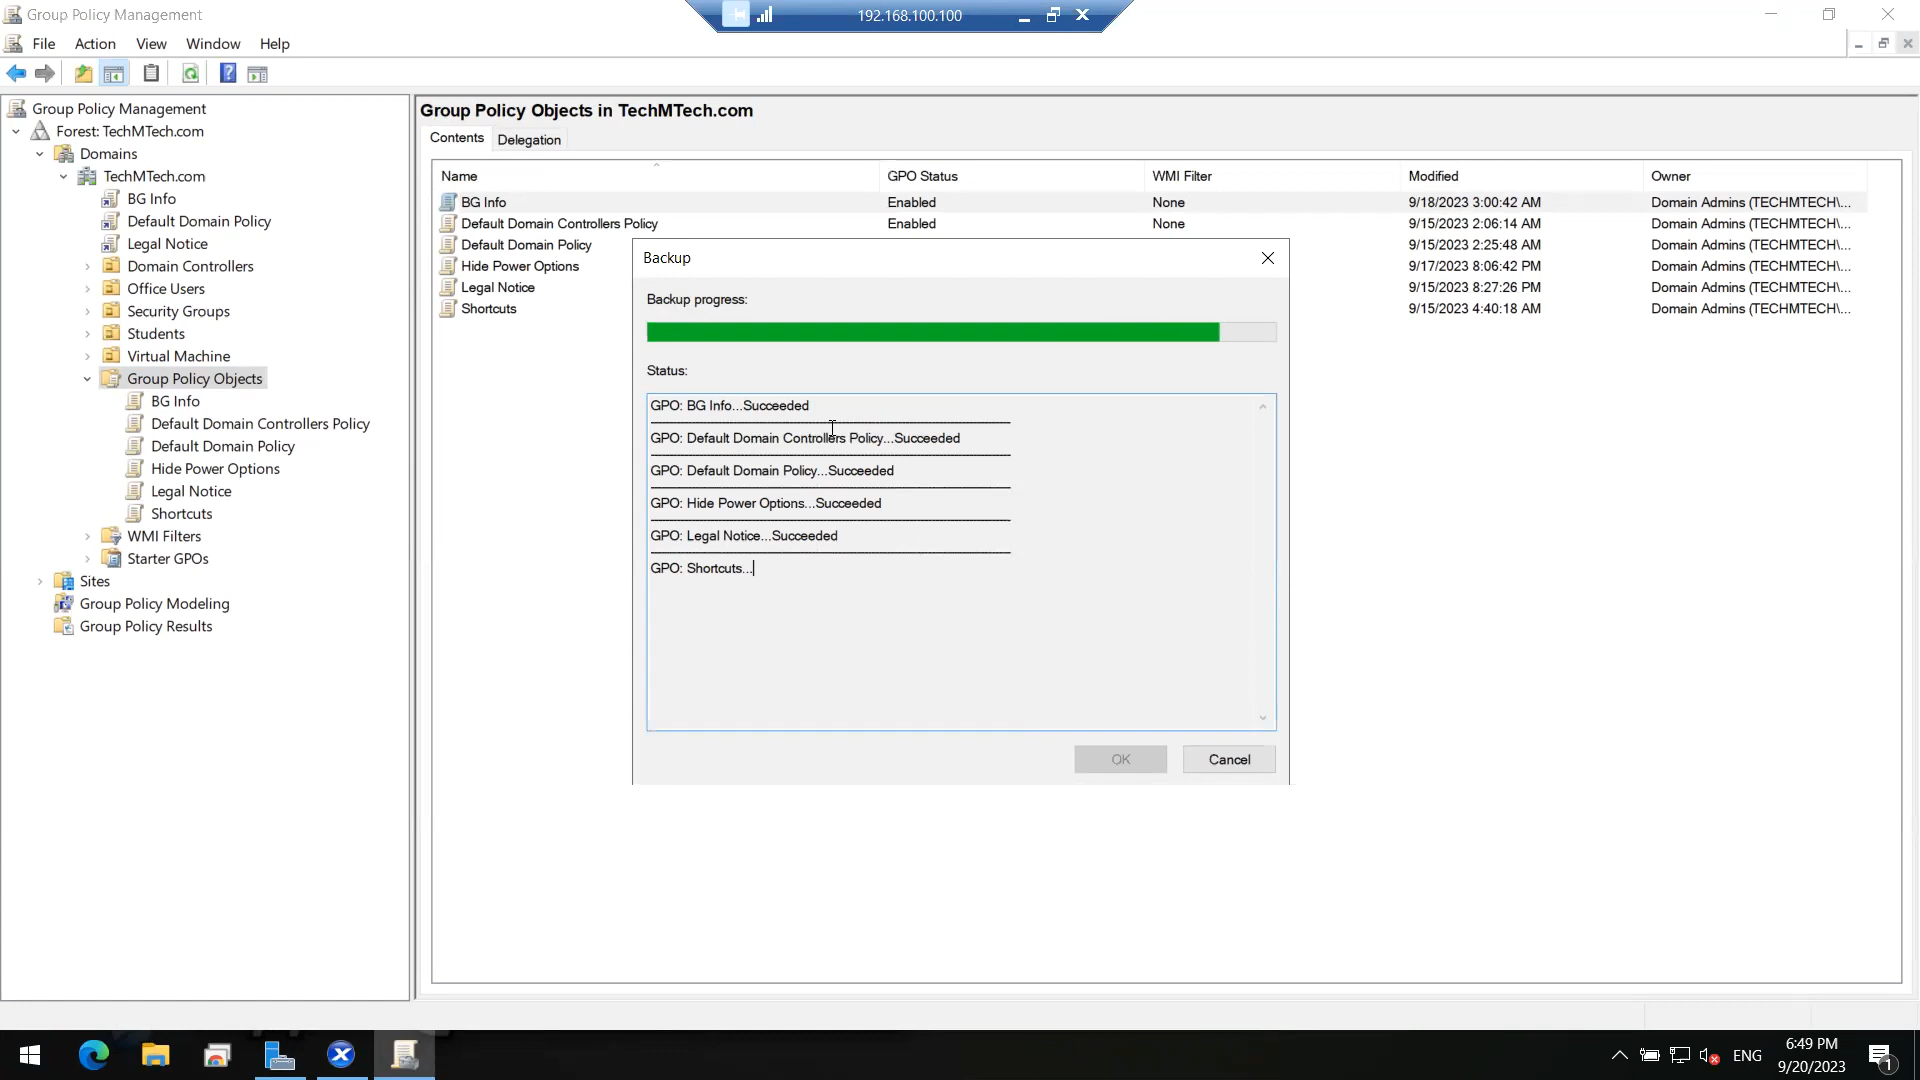 Group Policy Management
192.168.100.100
File Action View Window Help
Group Policy Management
Forest: TechMTech.com
Domains
TechMTech.com
BG Info
Default Domain Policy
Legal Notice
Domain Controllers
Office Users
Security Groups
Students
Virtual Machine
Group Policy Objects
BG Info
Default Domain Controllers Policy
Default Domain Policy
Hide Power Options
Legal Notice
Shortcuts
WMI Filters
Starter GPOs
Sites
Group Policy Modeling
Group Policy Results
Group Policy Objects in TechMTech.com
Contents Delegation
Name GPO Status WMI Filter Modified Owner
BG Info Enabled None 9/18/2023 3:00:42 AM Domain Admins (TECHMTECH\...
Default Domain Controllers Policy Enabled None 9/15/2023 2:06:14 AM Domain Admins (TECHMTECH\...
Default Domain Policy 9/15/2023 2:25:48 AM Domain Admins (TECHMTECH\...
Hide Power Options 9/17/2023 8:06:42 PM Domain Admins (TECHMTECH\...
Legal Notice 9/15/2023 8:27:26 PM Domain Admins (TECHMTECH\...
Shortcuts 9/15/2023 4:40:18 AM Domain Admins (TECHMTECH\...
Backup
Backup progress:
Status:
GPO: BG Info...Succeeded
GPO: Default Domain Controllers Policy...Succeeded
GPO: Default Domain Policy...Succeeded
GPO: Hide Power Options...Succeeded
GPO: Legal Notice...Succeeded
GPO: Shortcuts...
OK Cancel
ENG
6:49 PM
9/20/2023
1